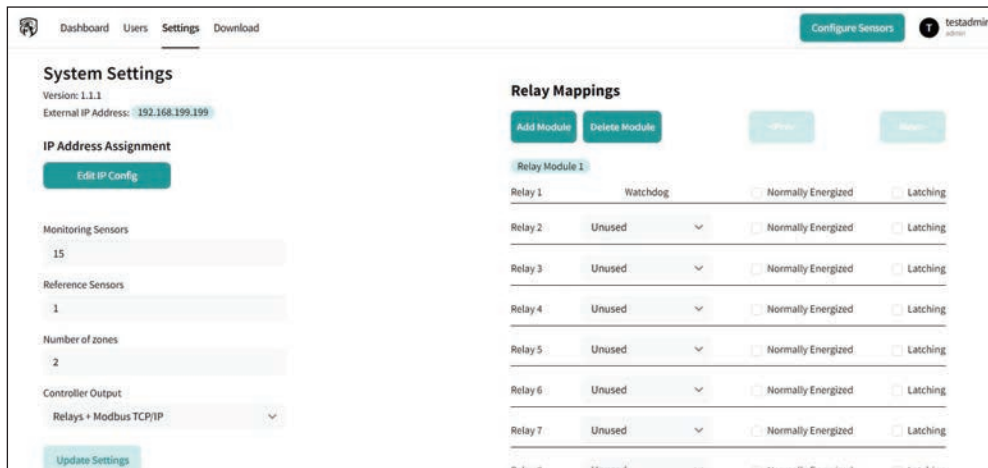 Dashboard Users Settings Download
Configure Sensors
T
testadmin
admin
System Settings
Version: 1.1.1
External IP Address: 192.168.199.199
IP Address Assignment
Edit IP Config
Monitoring Sensors
15
Reference Sensors
1
Number of zones
2
Controller Output
Relays + Modbus TCP/IP
Update Settings
Relay Mappings
Add Module Delete Module
Relay Module 1
Relay 1 Watchdog Normally Energized Latching
Relay 2 Unused Normally Energized Latching
Relay 3 Unused Normally Energized Latching
Relay 4 Unused Normally Energized Latching
Relay 5 Unused Normally Energized Latching
Relay 6 Unused Normally Energized Latching
Relay 7 Unused Normally Energized Latching